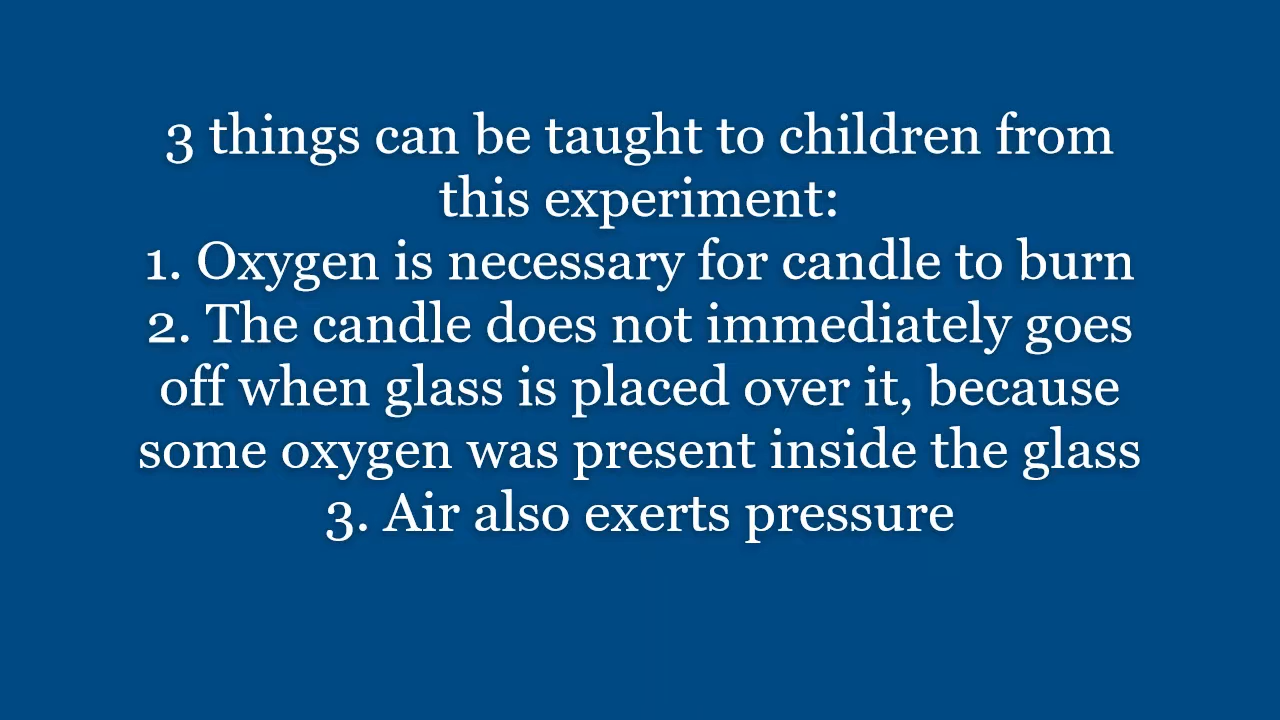 3 things can be taught to children from
this experiment:
1. Oxygen is necessary for candle to burn
2. The candle does not immediately goes
off when glass is placed over it, because
some oxygen was present inside the glass
3. Air also exerts pressure